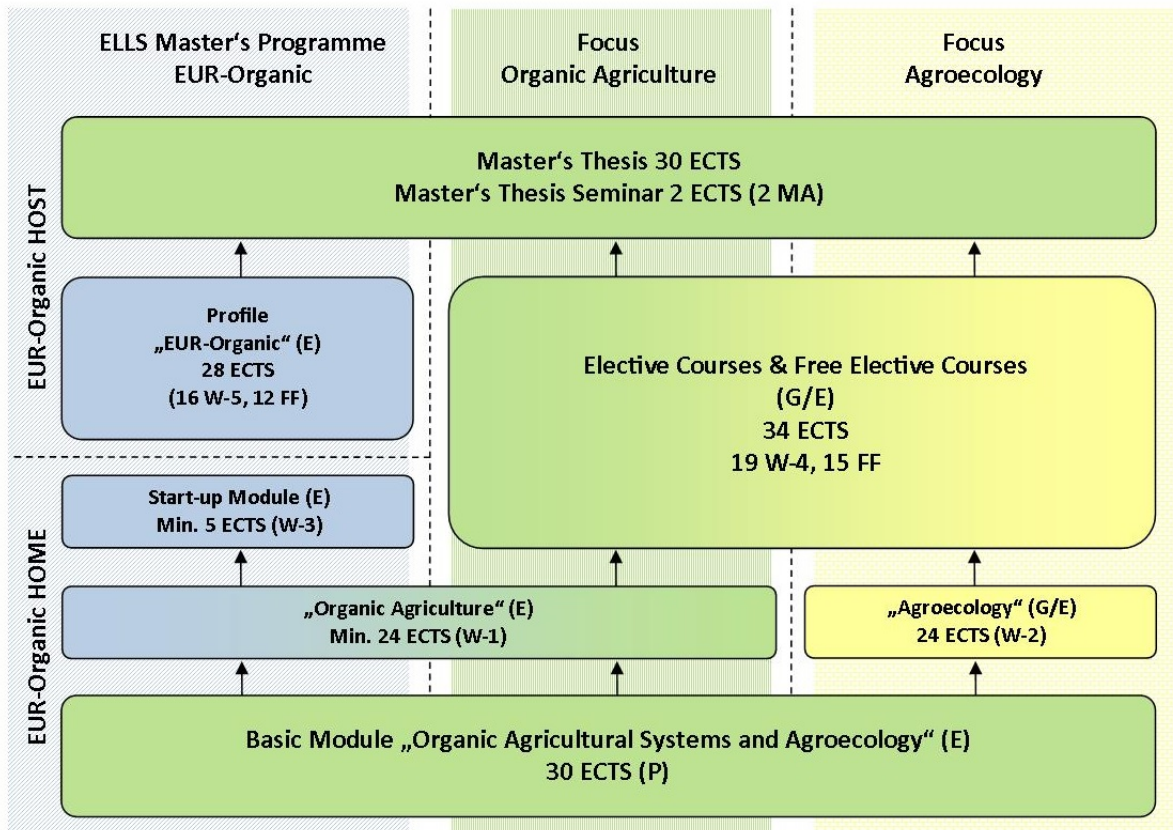 ELLS Master‘s Programme
EUR-Organic
Focus
Organic Agriculture
Focus
Agroecology
EUR-Organic HOST
Master‘s Thesis 30 ECTS
Master‘s Thesis Seminar 2 ECTS (2 MA)
Profile
„EUR-Organic“ (E)
28 ECTS
(16 W-5, 12 FF)
Elective Courses & Free Elective Courses
(G/E)
34 ECTS
19 W-4, 15 FF
EUR-Organic HOME
Start-up Module (E)
Min. 5 ECTS (W-3)
„Organic Agriculture“ (E)
Min. 24 ECTS (W-1)
„Agroecology“ (G/E)
24 ECTS (W-2)
Basic Module „Organic Agricultural Systems and Agroecology“ (E)
30 ECTS (P)